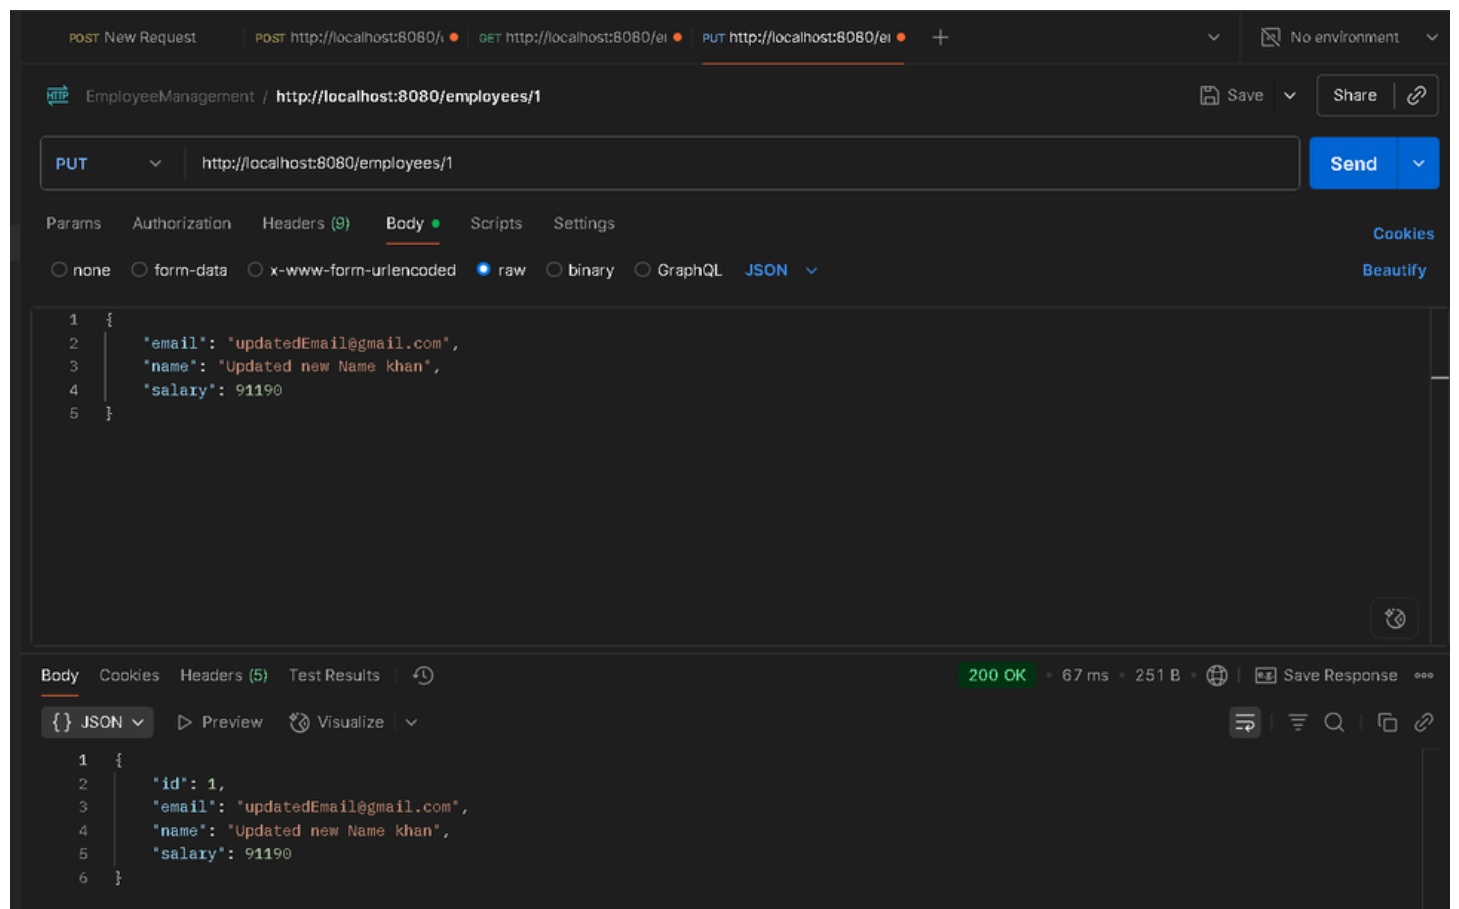 POST New Request POST http://localhost:8080/ GET http://localhost:8080/ PUT http://localhost:8080/ No environment
HTTP EmployeeManagement / http://localhost:8080/employees/1 Save Share
PUT http://localhost:8080/employees/1 Send
Params Authorization Headers (9) Body Scripts Settings Cookies
none form-data x-www-form-urlencoded raw binary GraphQL JSON Beautify
1 {
2 "email": "updatedEmail@gmail.com",
3 "name": "Updated new Name khan",
4 "salary": 91190
5 }
Body Cookies Headers (5) Test Results 200 OK • 67 ms • 251 B • Save Response
{} JSON Preview Visualize
1 {
2 "id": 1,
3 "email": "updatedEmail@gmail.com",
4 "name": "Updated new Name khan",
5 "salary": 91190
6 }